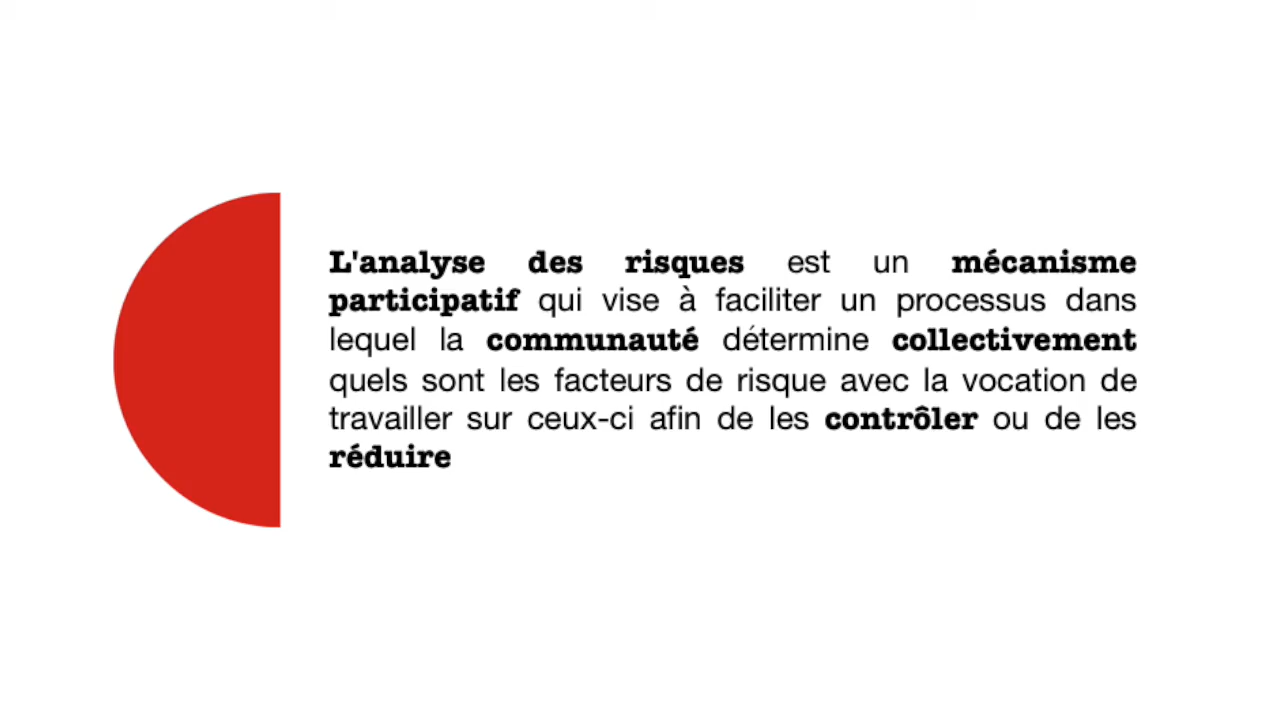 L'analyse des risques est un mécanisme
participatif qui vise à faciliter un processus dans
lequel la communauté détermine collectivement
quels sont les facteurs de risque avec la vocation de
travailler sur ceux-ci afin de les contrôler ou de les
réduire